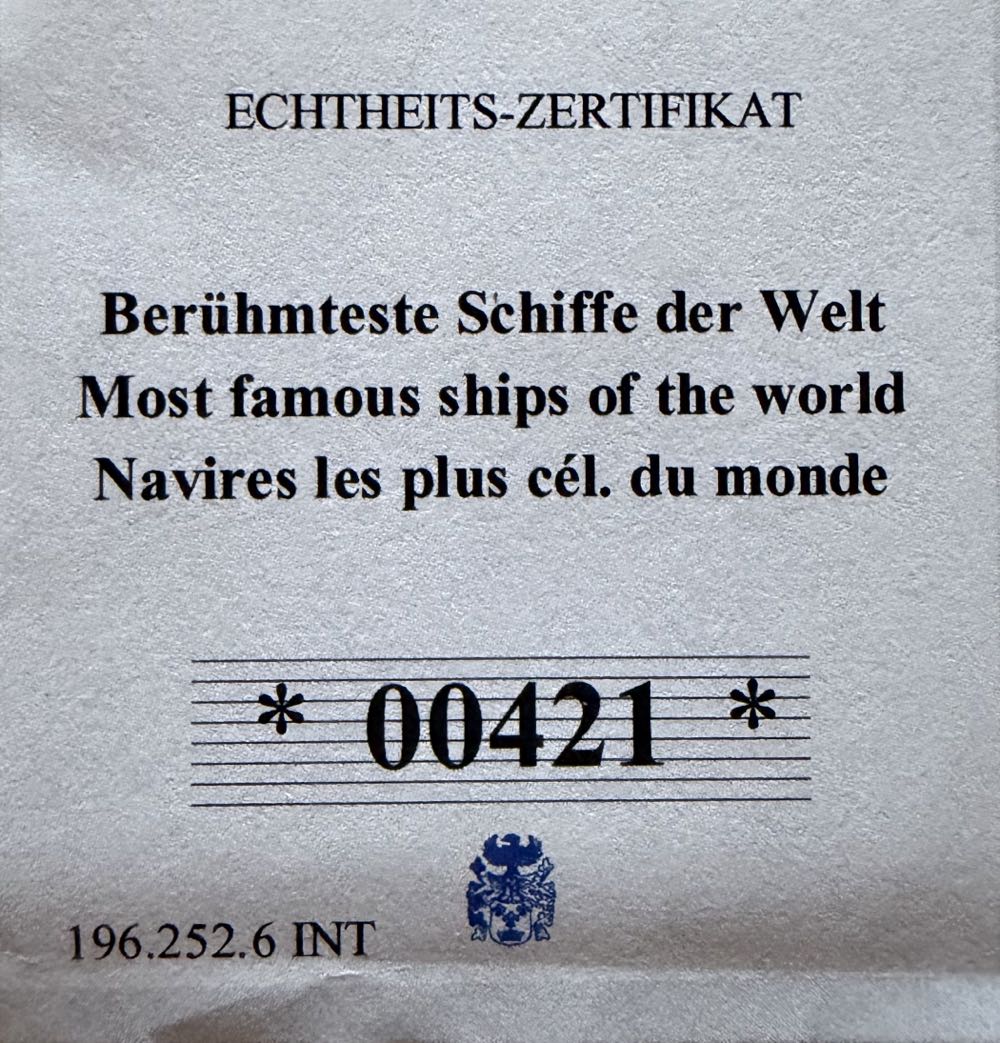 ECHTHEITS-ZERTIFIKAT
Berühmteste Schiffe der Welt
Most famous ships of the world
Navires les plus cél. du monde
* 00421 *
196.252.6 INT